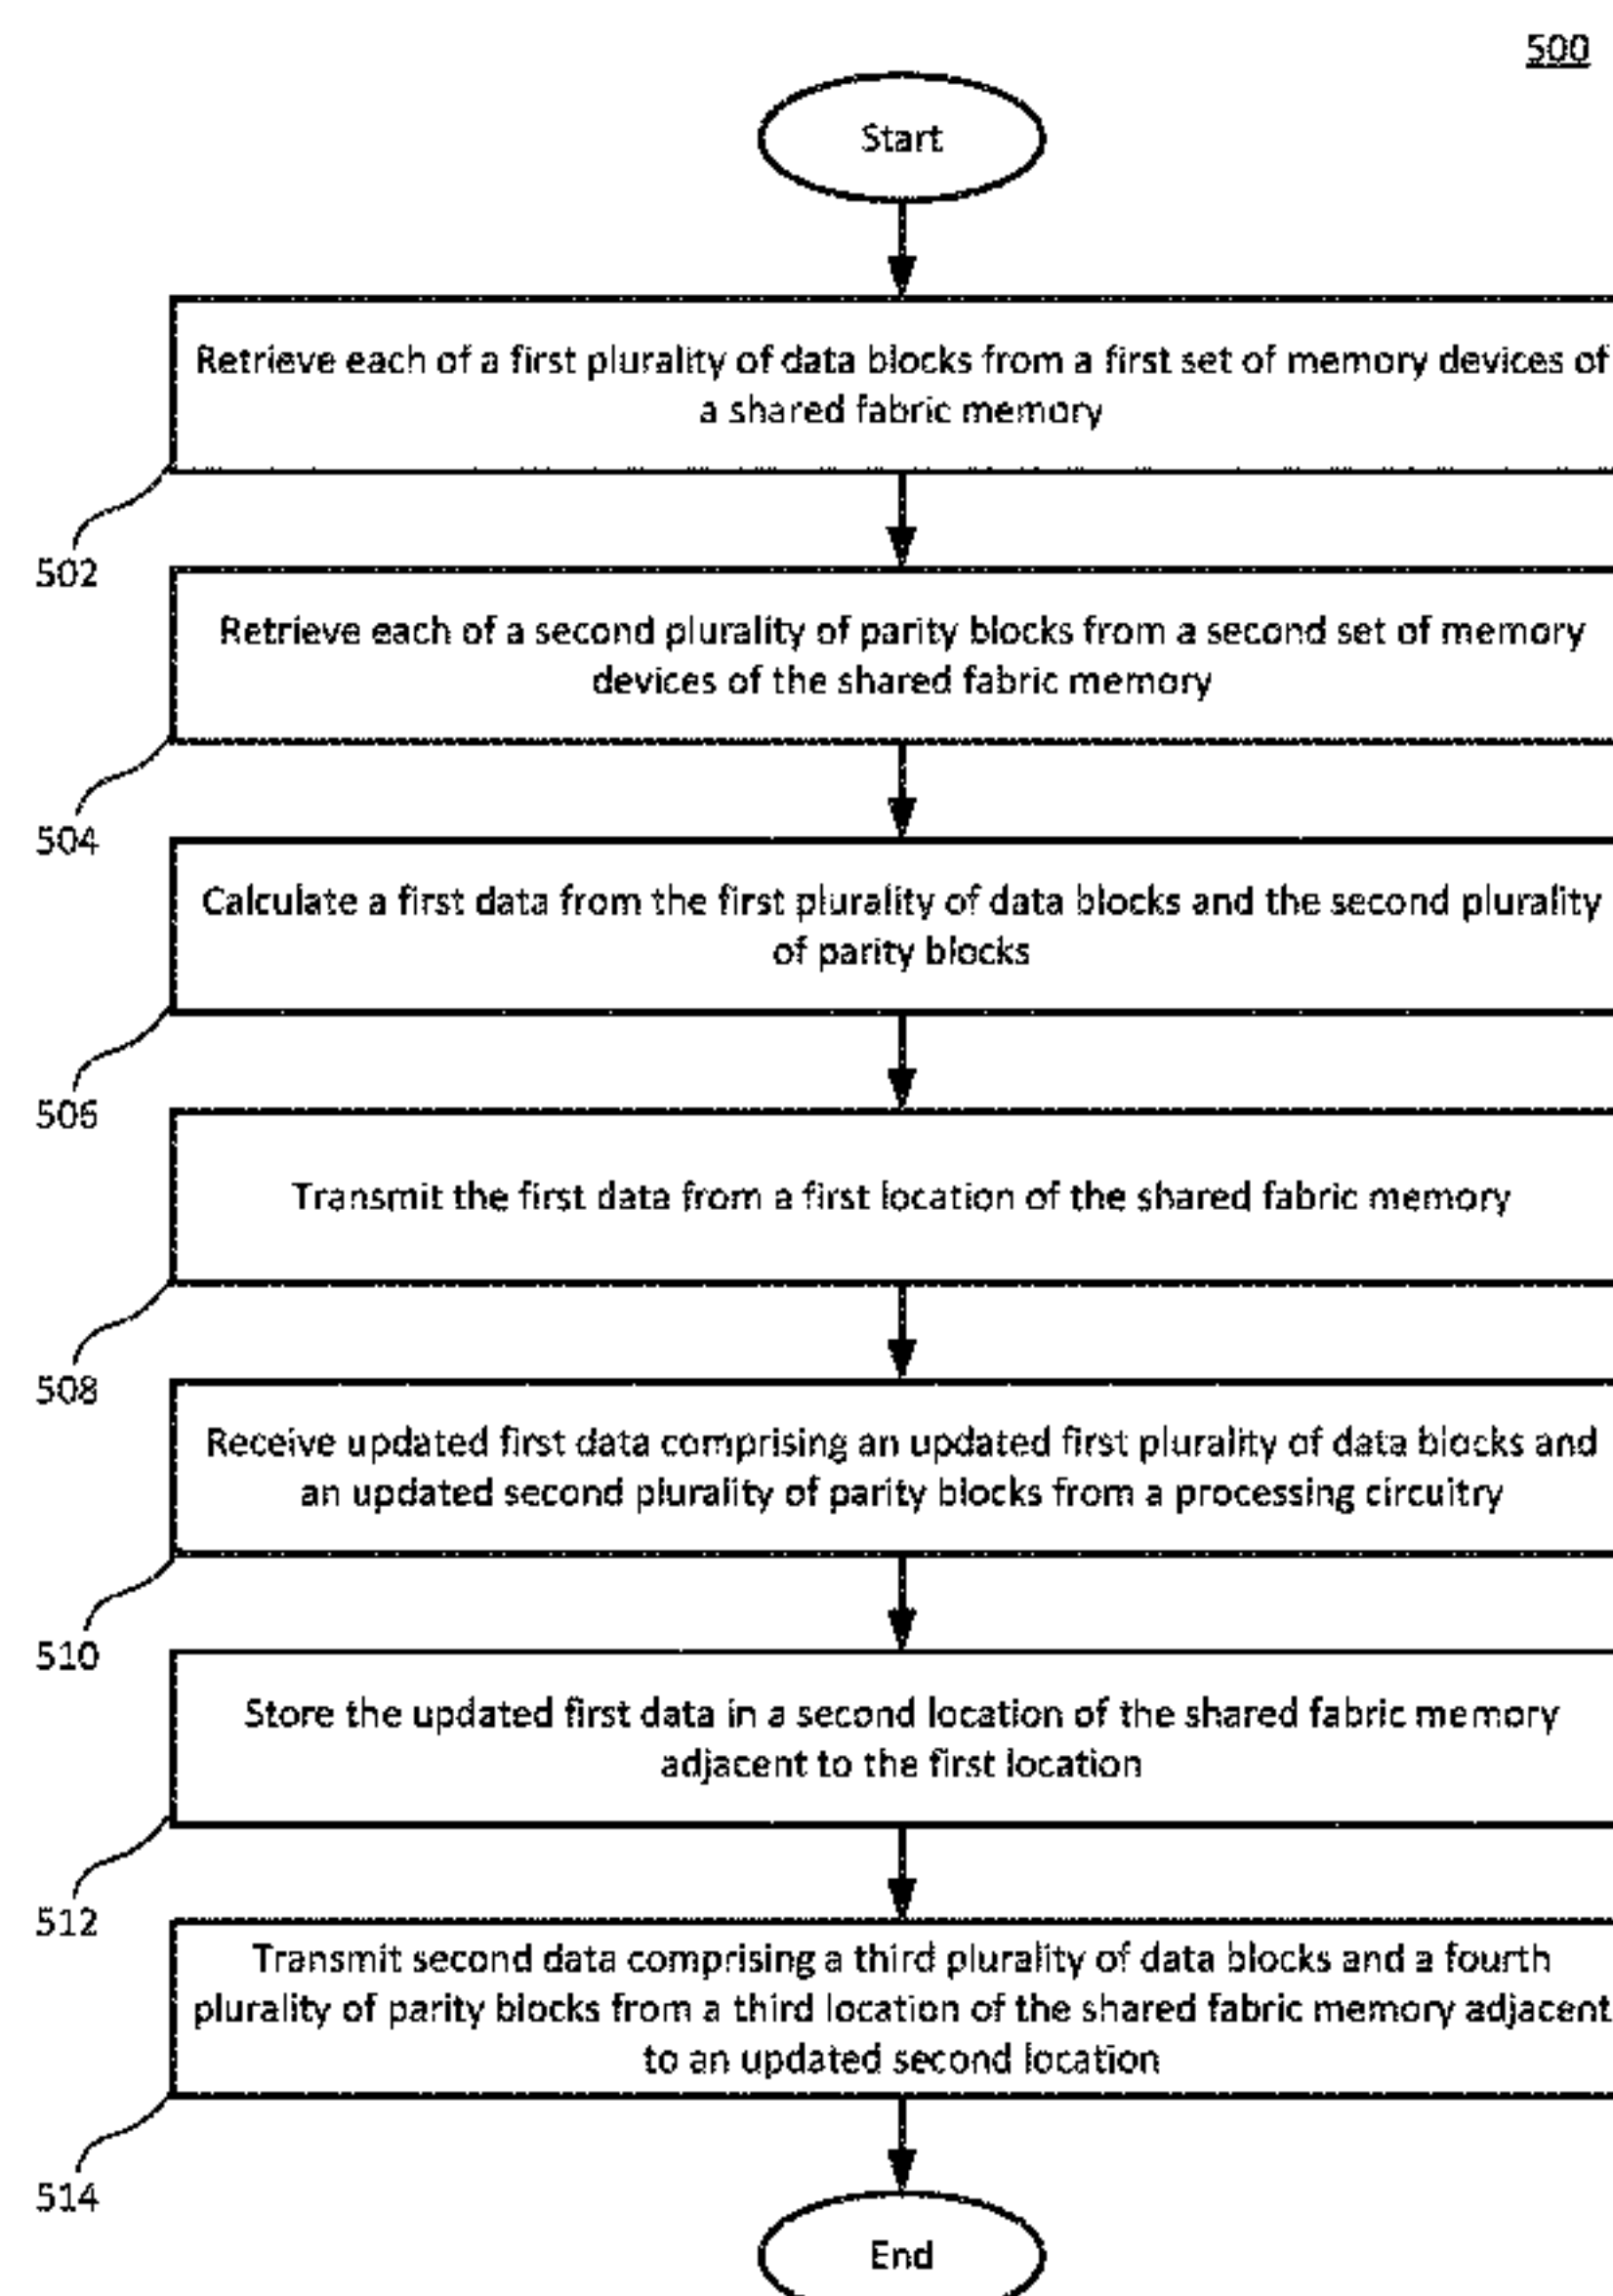 500
Start
Retrieve each of a first plurality of data blocks from a first set of memory devices of
a shared fabric memory
502
Retrieve each of a second plurality of parity blocks from a second set of memory
devices of the shared fabric memory
504
Calculate a first data from the first plurality of data blocks and the second plurality
of parity blocks
506
Transmit the first data from a first location of the shared fabric memory
508
Receive updated first data comprising an updated first plurality of data blocks and
an updated second plurality of parity blocks from a processing circuitry
510
Store the updated first data in a second location of the shared fabric memory
adjacent to the first location
512
Transmit second data comprising a third plurality of data blocks and a fourth
plurality of parity blocks from a third location of the shared fabric memory adjacent
to an updated second location
514
End